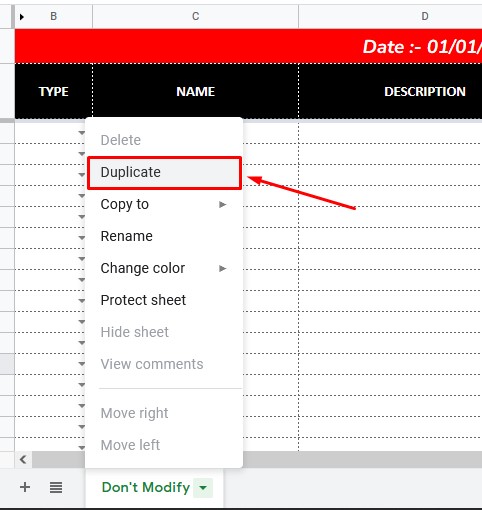 B C D
Date :- 01/01/
TYPE NAME DESCRIPTION
Delete
Duplicate
Copy to
Rename
Change color
Protect sheet
Hide sheet
View comments
Move right
Move left
Don't Modify